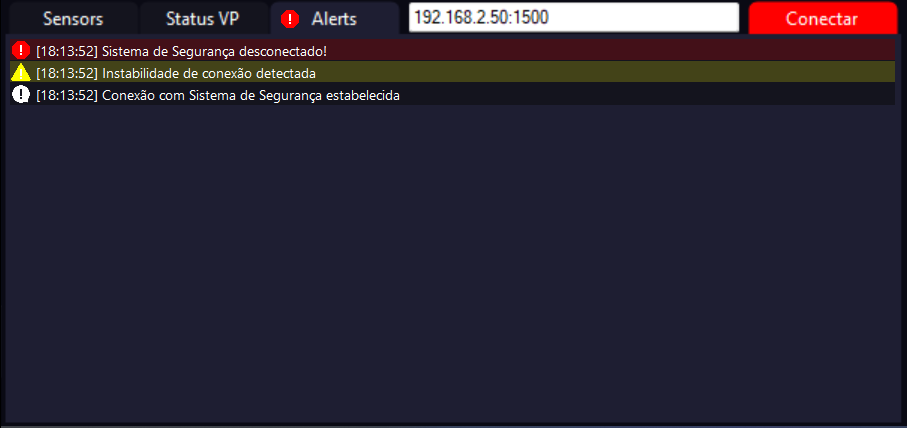 Sensors Status VP Alerts 192.168.2.50:1500 Conectar
[18:13:52] Sistema de Segurança desconectado!
[18:13:52] Instabilidade de conexão detectada
[18:13:52] Conexão com Sistema de Segurança estabelecida